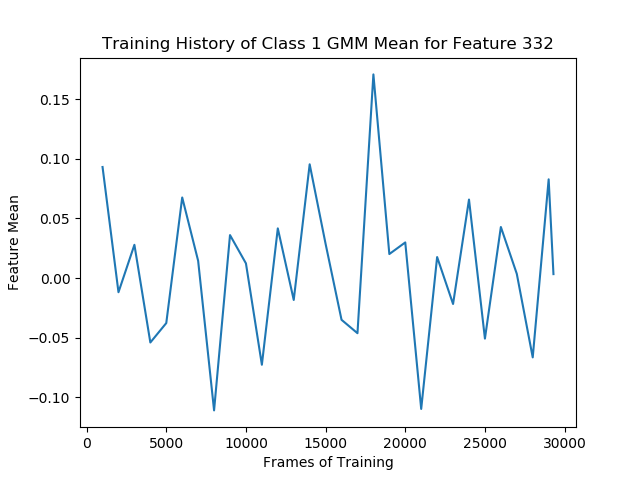 Training History of Class 1 GMM Mean for Feature 332
0.15
0.10
0.05
0.00
−0.05
−0.10
Feature Mean
0 5000 10000 15000 20000 25000 30000
Frames of Training